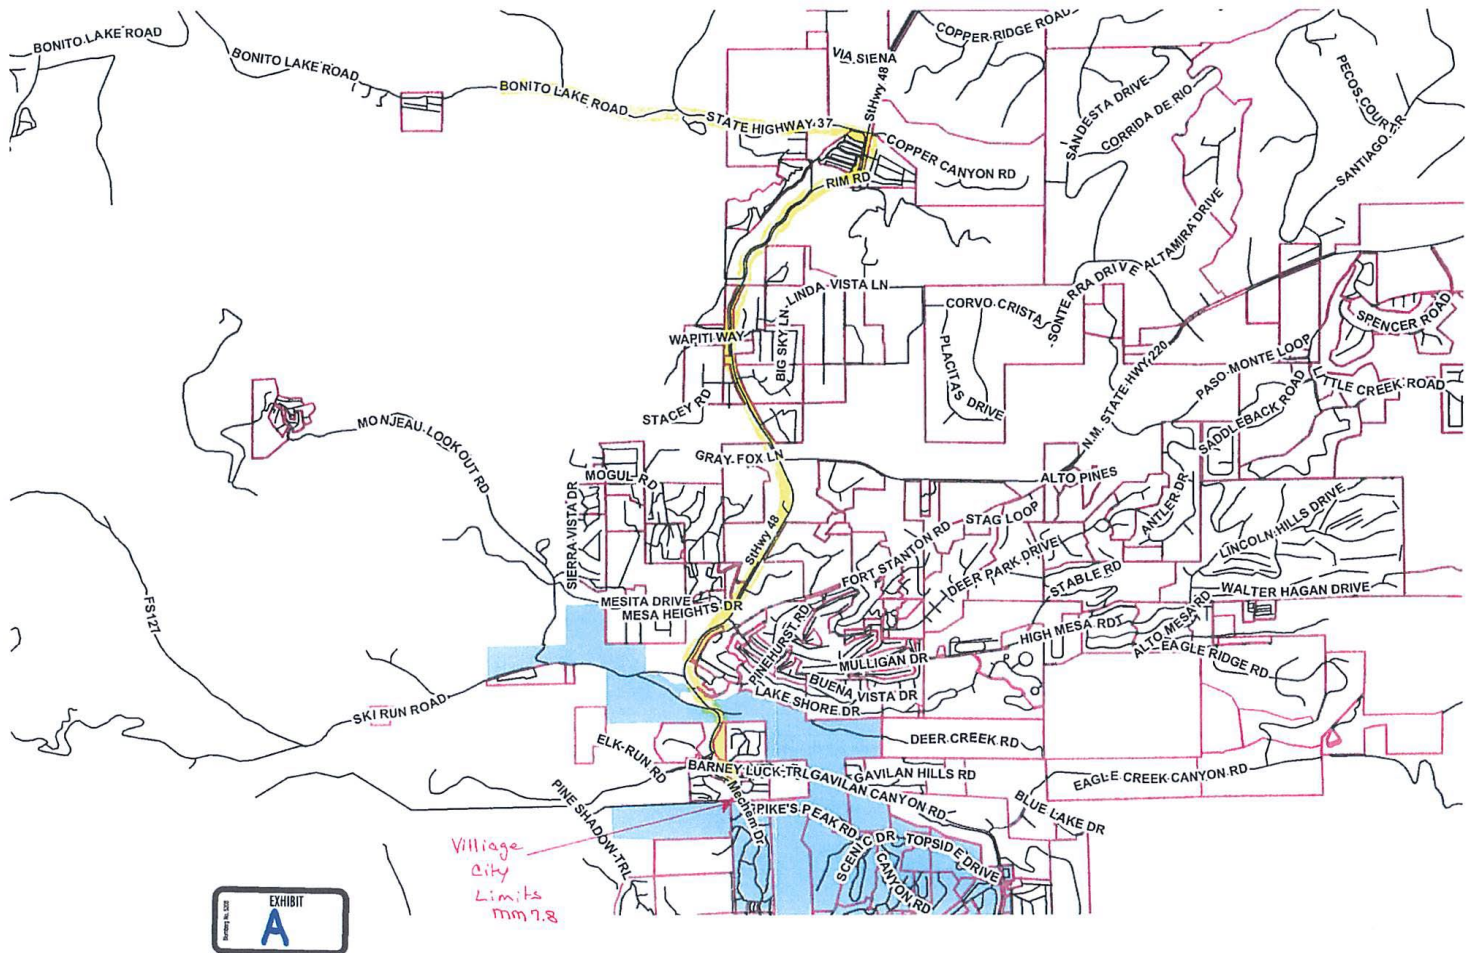 COPPER RIDGE ROAD
BONITO LAKE ROAD
VIA SIENA
BONITO LAKE ROAD
StHwy 48
PECOS COURT
BONITO LAKE ROAD
SANDESTA DRIVE
CORRIDA DE RIO
STATE HIGHWAY 37
COPPER CANYON RD
SANTIAGO DR
RIM RD
ALTAMIRA DRIVE
LINDA VISTA LN
CORVO CRISTA
SONTERRA DRIVE
SPENCER ROAD
WAPITI WAY
BIG SKY LN
PLACITAS DRIVE
N.M. STATE HWY 220
PASO MONTE LOOP
LITTLE CREEK ROAD
STACEY RD
SADDLEBACK ROAD
MONJEAU LOOKOUT RD
GRAY FOX LN
MOGUL RD
ALTO PINES
SIERRA VISTA DR
ANTLER DR
STAG LOOP
LINCOLN HILLS DRIVE
StHwy 48
FORT STANTON RD
DEER PARK DRIVE
STABLE RD
WALTER HAGAN DRIVE
FS127
MESITA DRIVE
MESA HEIGHTS DR
PINEHURST RD
HIGH MESA RD
ALTO MESA RD
MULLIGAN DR
EAGLE RIDGE RD
BUENA VISTA DR
LAKE SHORE DR
SKI RUN ROAD
ELK RUN RD
DEER CREEK RD
BARNEY LUCK TRL
GAVILAN CANYON RD
GAVILAN HILLS RD
EAGLE CREEK CANYON RD
PINE SHADOW TRL
Mechem Dr
PIKE'S PEAK RD
BLUE LAKE DR
SCENIC DR
TOPSIDE DRIVE
CANYON RD
Villiage
City
Limits
mm 7.8
EXHIBIT
A